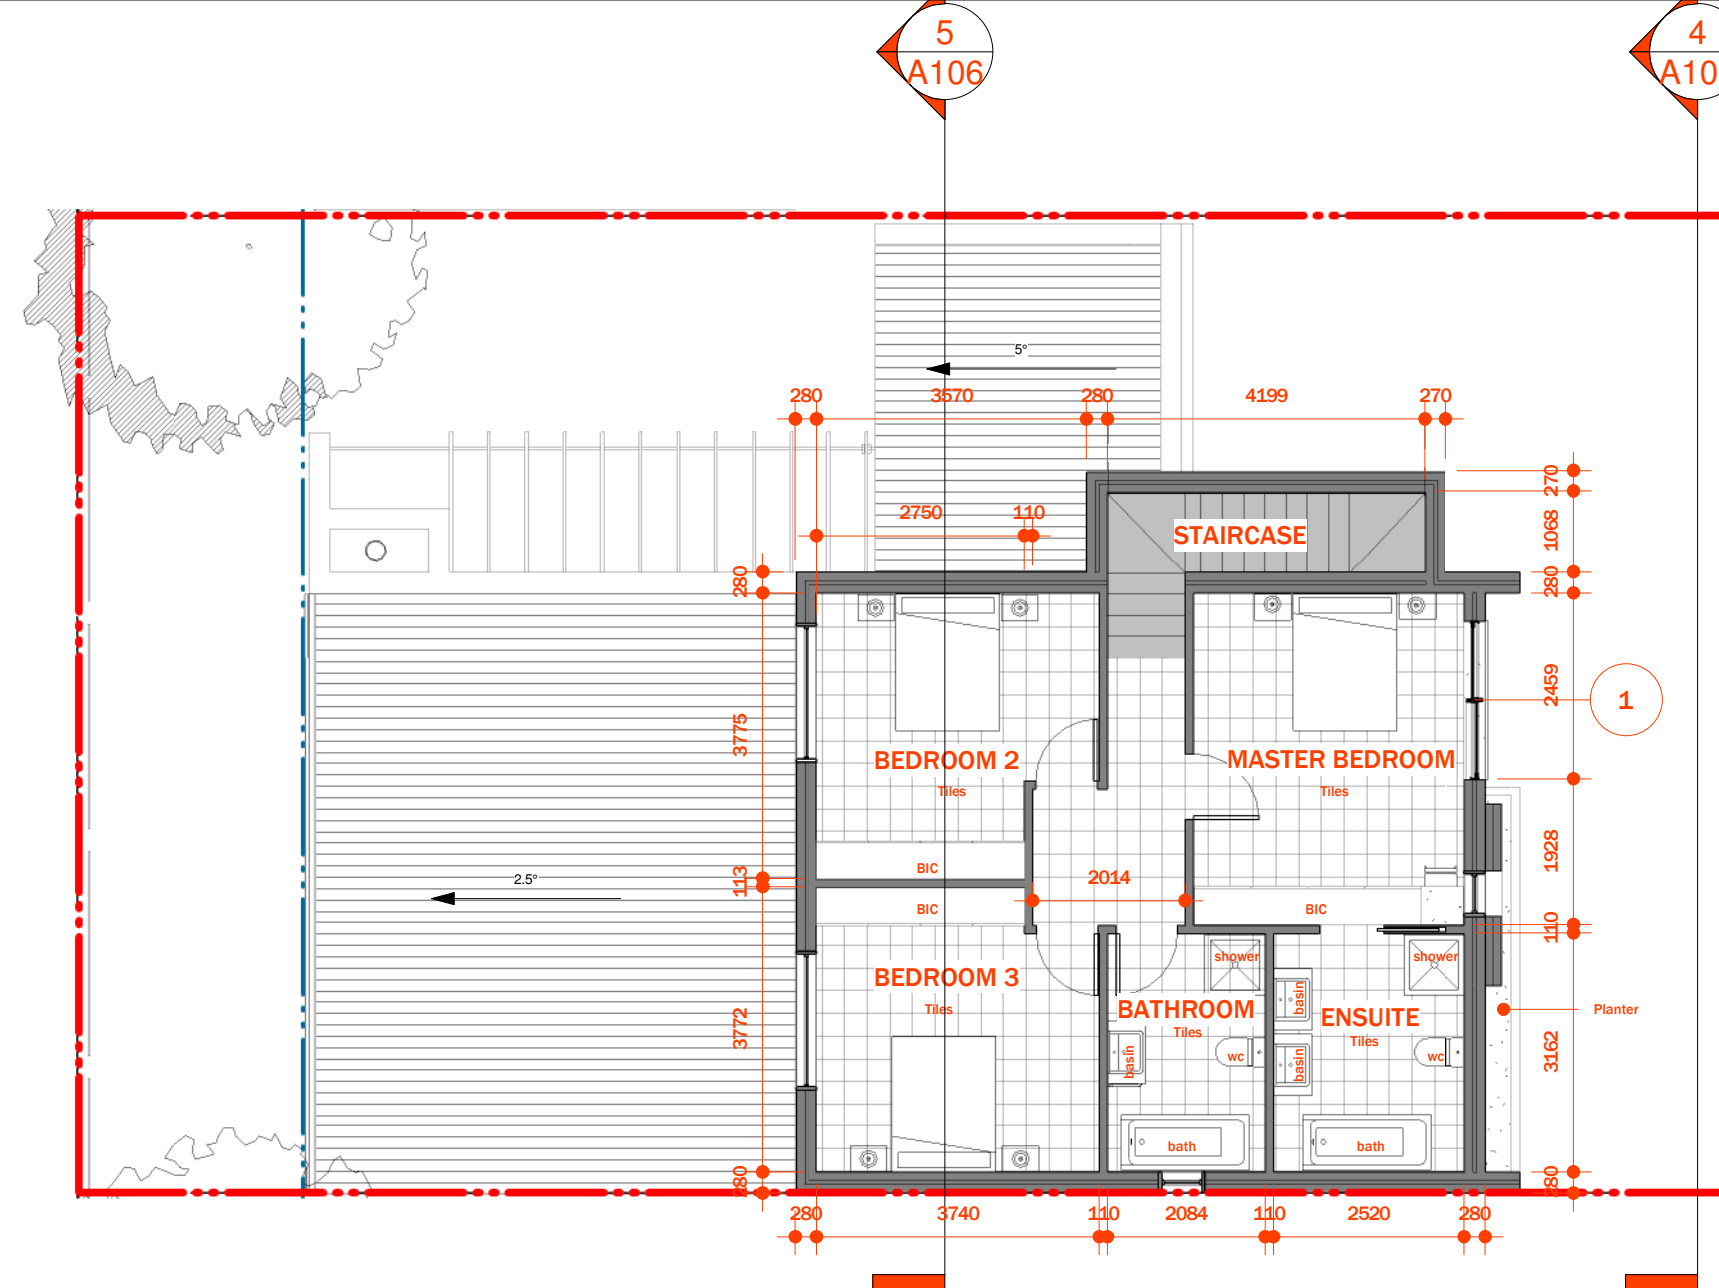 5
A106
4
A10
5°
280
3570
280
4199
270
2750
110
270
1068
280
STAIRCASE
280
2459
1
3775
BEDROOM 2
Tiles
MASTER BEDROOM
Tiles
1928
113
2.5°
BIC
2014
BIC
BIC
110
BEDROOM 3
Tiles
shower
shower
BATHROOM
Tiles
basin
basin
ENSUITE
Tiles
Planter
3772
basin
wc
basin
wc
3162
bath
bath
280
280
280
3740
110
2084
110
2520
280